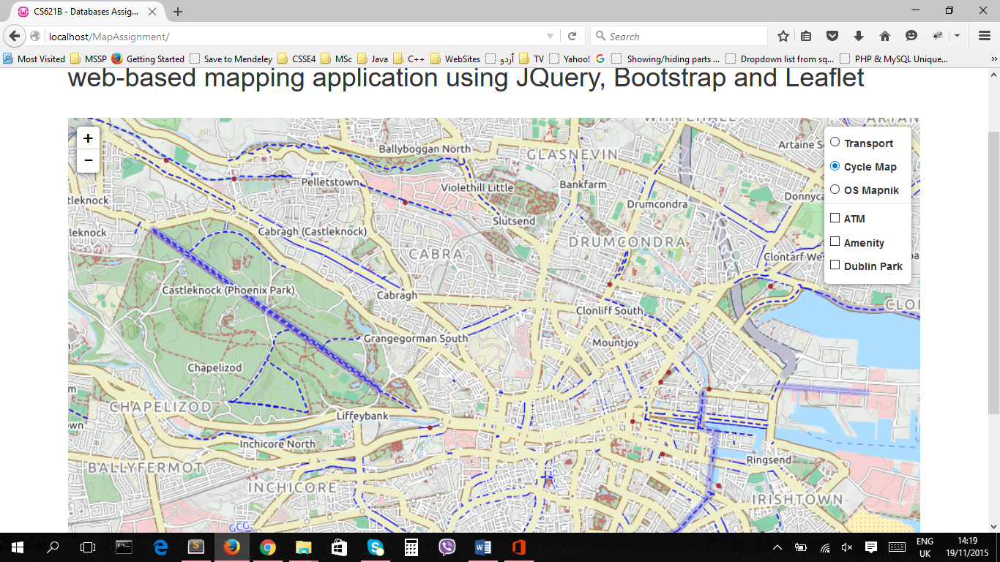 CS621B - Databases Assig...
localhost/MapAssignment/
Search
Most Visited MSSP Getting Started Save to Mendeley CSSE4 MSc Java C++ WebSites اُردو TV Yahoo! Showing/hiding parts ... Dropdown list from sq... PHP & MySQL Unique...
web-based mapping application using JQuery, Bootstrap and Leaflet
+
−
Transport
Cycle Map
OS Mapnik
ATM
Amenity
Dublin Park
Ballyboggan North
GLASNEVIN
Artaine So
Pelletstown
Violethill Little
Bankfarm
Donnyca
tleknock
Drumcondra
Slutsend
leknock
Cabragh (Castleknock)
DRUMCONDRA
CABRA
Clontarf Wes
Castleknock (Phoenix Park)
Cabragh
CLON
Clonliff South
Grangegorman South
Mountjoy
Chapelizod
CHAPELIZOD
Liffeybank
own
Inchicore North
Ringsend
BALLYFERMOT
INCHICORE
IRISHTOWN
GCG
ENG
UK
14:19
19/11/2015